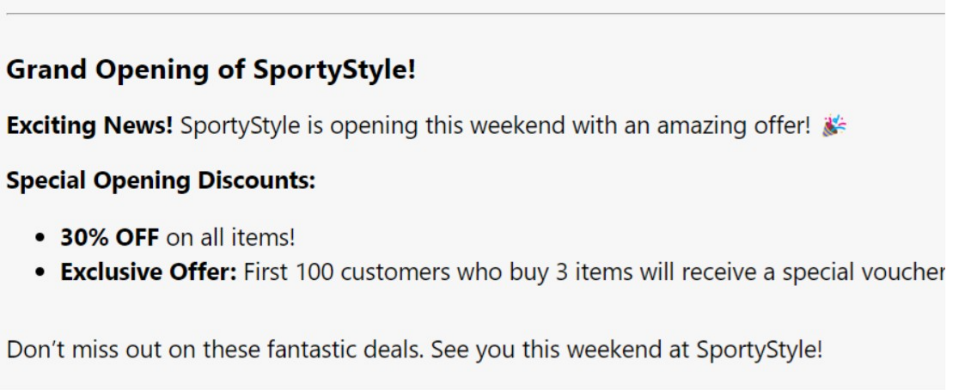 Grand Opening of SportyStyle!
Exciting News! SportyStyle is opening this weekend with an amazing offer! 🎉
Special Opening Discounts:
• 30% OFF on all items!
• Exclusive Offer: First 100 customers who buy 3 items will receive a special voucher
Don’t miss out on these fantastic deals. See you this weekend at SportyStyle!